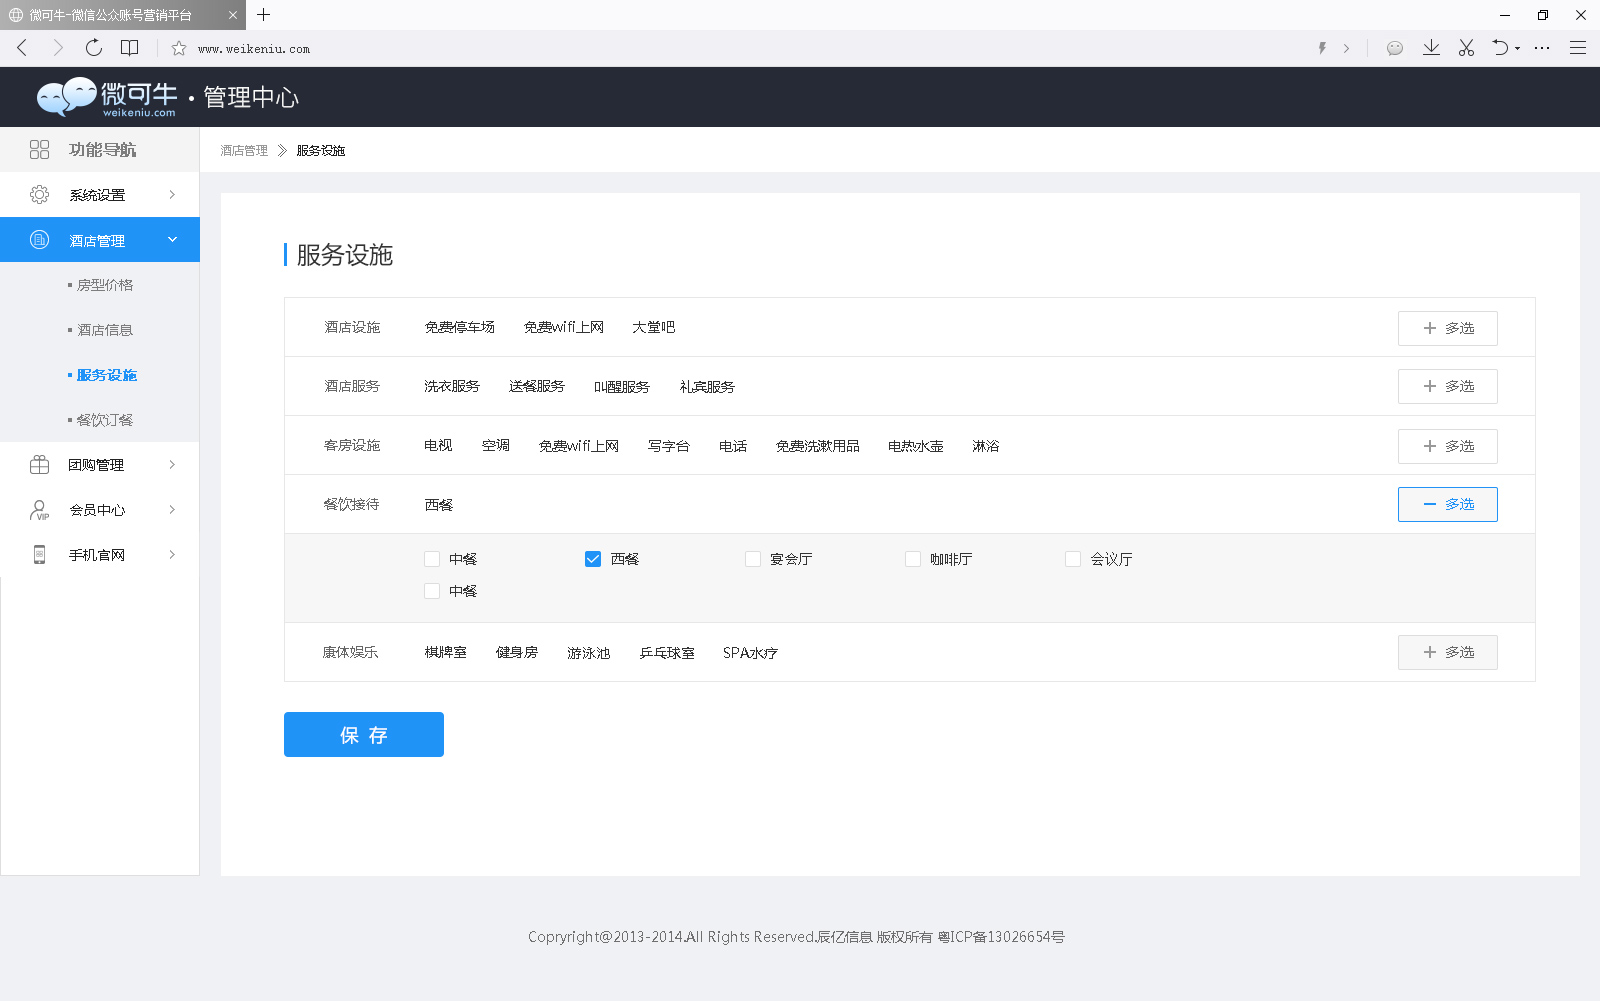 微可牛-微信公众账号营销平台
www.weikeniu.com
微可牛 · 管理中心
weikeniu.com
功能导航
酒店管理 服务设施
系统设置
酒店管理
房型价格
酒店信息
服务设施
餐饮订餐
团购管理
会员中心
VIP
手机官网
服务设施
酒店设施 免费停车场 免费wifi上网 大堂吧 多选
酒店服务 洗衣服务 送餐服务 叫醒服务 礼宾服务 多选
客房设施 电视 空调 免费wifi上网 写字台 电话 免费洗漱用品 电热水壶 淋浴 多选
餐饮接待 西餐 多选
中餐 西餐 宴会厅 咖啡厅 会议厅
中餐
康体娱乐 棋牌室 健身房 游泳池 乒乓球室 SPA水疗 多选
保 存
Copryright@2013-2014.All Rights Reserved.辰亿信息 版权所有 粤ICP备13026654号